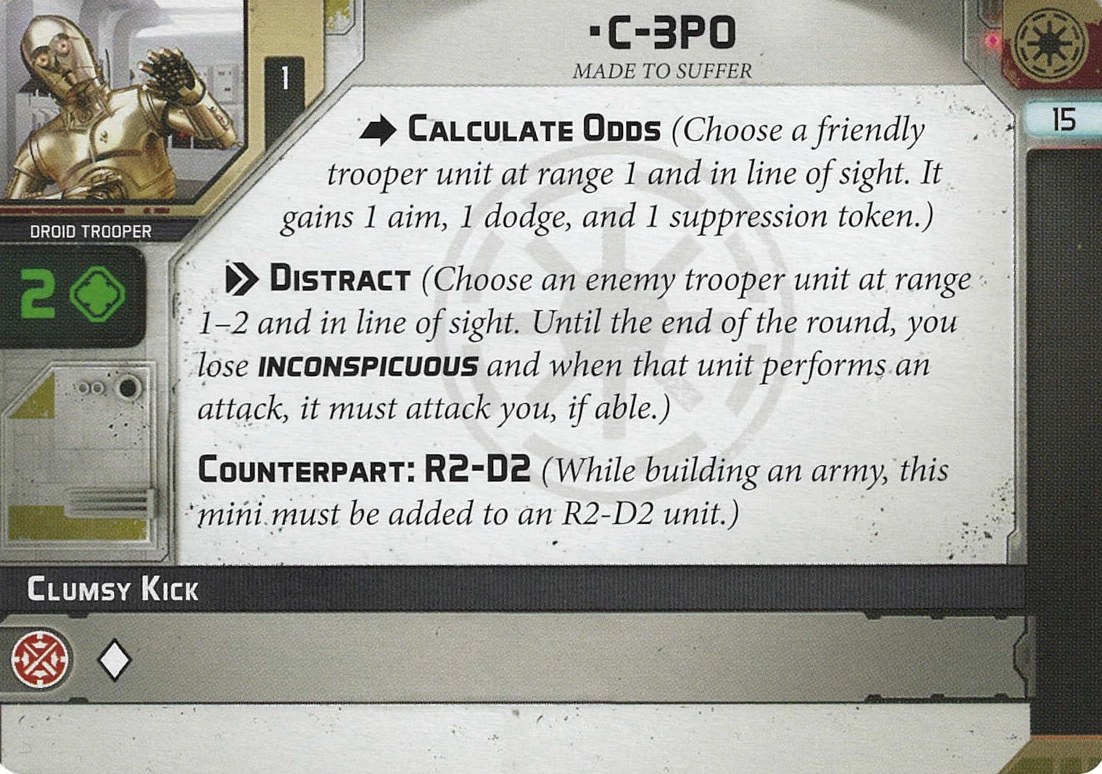 C-3PO
MADE TO SUFFER
1
15
CALCULATE ODDS (Choose a friendly
trooper unit at range 1 and in line of sight. It
gains 1 aim, 1 dodge, and 1 suppression token.)
DROID TROOPER
2
DISTRACT (Choose an enemy trooper unit at range
1–2 and in line of sight. Until the end of the round, you
lose INCONSPICUOUS and when that unit performs an
attack, it must attack you, if able.)
COUNTERPART: R2-D2 (While building an army, this
mini must be added to an R2-D2 unit.)
CLUMSY KICK